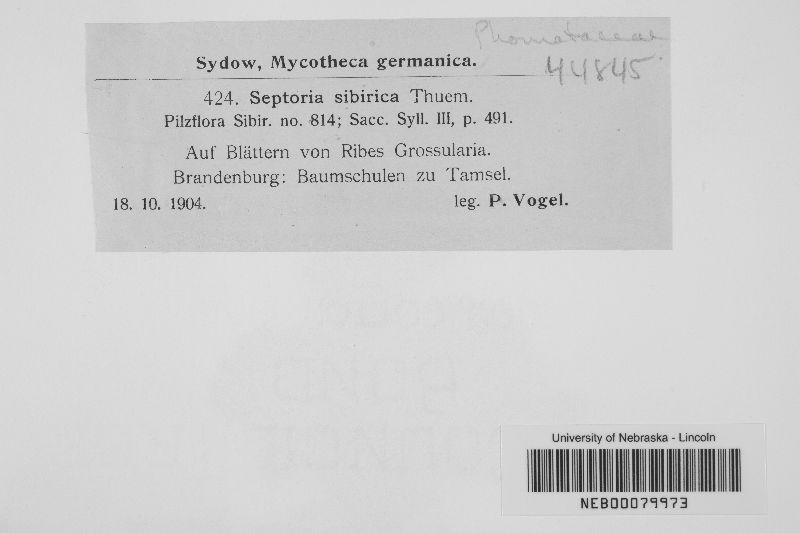 Phomataceae
44845
Sydow, Mycotheca germanica.
424. Septoria sibirica Thuem.
Pilzflora Sibir. no. 814; Sacc. Syll. III, p. 491.
Auf Blättern von Ribes Grossularia.
Brandenburg: Baumschulen zu Tamsel.
18. 10. 1904. leg. P. Vogel.
University of Nebraska - Lincoln
NEB00079973